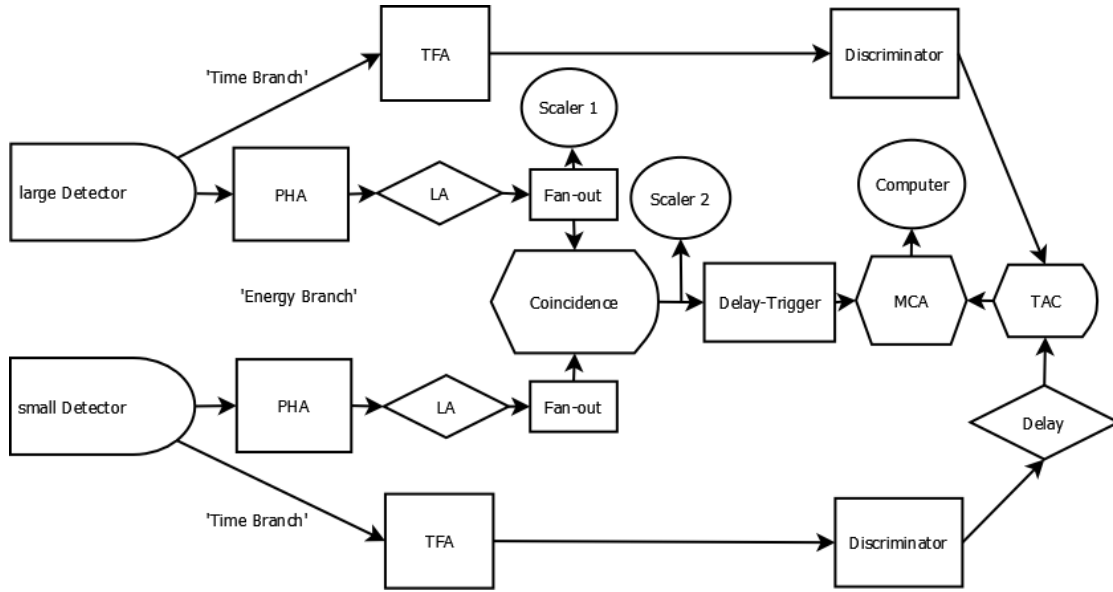 TFA
Discriminator
'Time Branch'
Scaler 1
large Detector
PHA
LA
Fan-out
Scaler 2
Computer
'Energy Branch'
Coincidence
Delay-Trigger
MCA
TAC
small Detector
PHA
LA
Fan-out
Delay
'Time Branch'
TFA
Discriminator